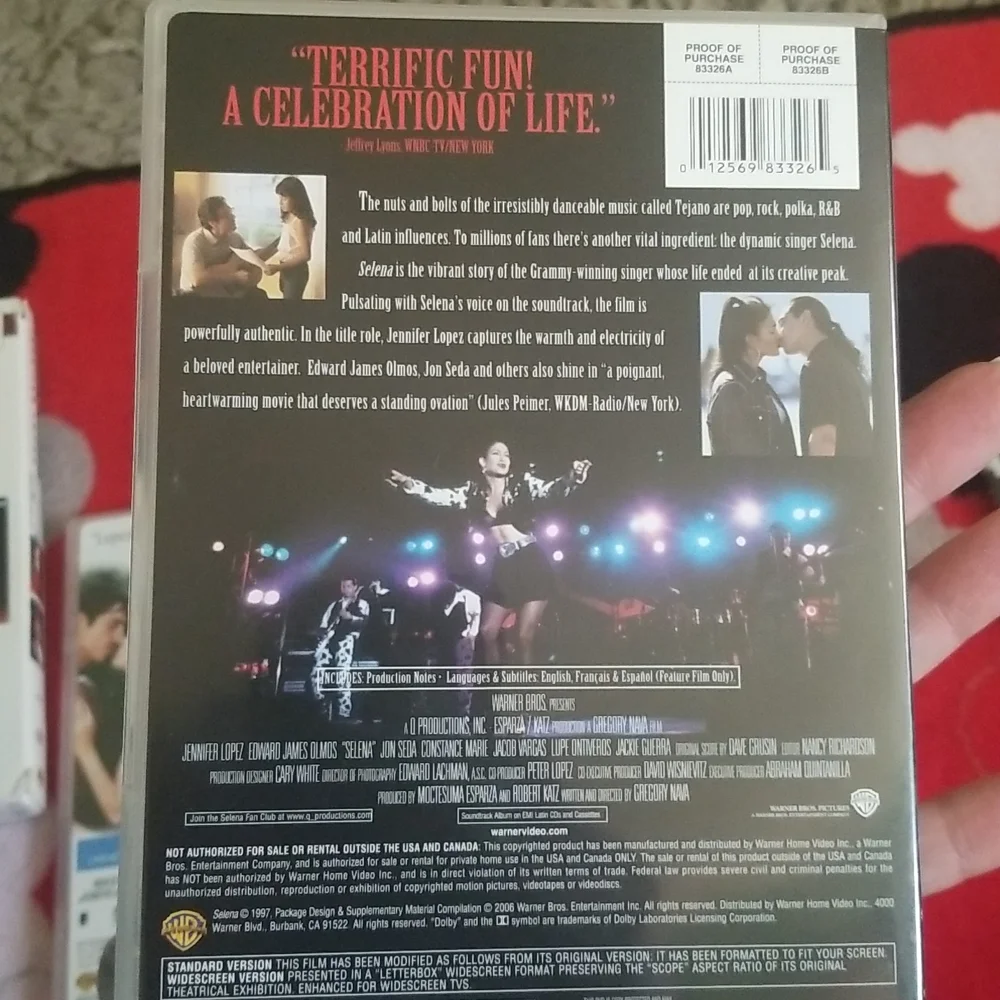 "TERRIFIC FUN!
A CELEBRATION OF LIFE."
Jeffrey Lyons, WNBC-TV/NEW YORK
PROOF OF PURCHASE 83326A
PROOF OF PURCHASE 83326B
0 12569 83326 5
The nuts and bolts of the irresistibly danceable music called Tejano are pop, rock, polka, R&B
and Latin influences. To millions of fans there's another vital ingredient: the dynamic singer Selena.
Selena is the vibrant story of the Grammy-winning singer whose life ended at its creative peak.
Pulsating with Selena's voice on the soundtrack, the film is
powerfully authentic. In the title role, Jennifer Lopez captures the warmth and electricity of
a beloved entertainer. Edward James Olmos, Jon Seda and others also shine in "a poignant,
heartwarming movie that deserves a standing ovation" (Jules Peimer, WKDM-Radio/New York).
INCLUDES: Production Notes · Languages & Subtitles: English, Français & Español (Feature Film Only).
WARNER BROS. PRESENTS
A Q PRODUCTIONS, INC. · ESPARZA / KATZ PRODUCTION A GREGORY NAVA FILM
JENNIFER LOPEZ EDWARD JAMES OLMOS "SELENA" JON SEDA CONSTANCE MARIE JACOB VARGAS LUPE ONTIVEROS JACKIE GUERRA ORIGINAL SCORE BY DAVE GRUSIN EDITOR NANCY RICHARDSON
PRODUCTION DESIGNER CARY WHITE DIRECTOR OF PHOTOGRAPHY EDWARD LACHMAN, A.S.C. CO-PRODUCER PETER LOPEZ CO EXECUTIVE PRODUCER DAVID WISNIEVITZ EXECUTIVE PRODUCER ABRAHAM QUINTANILLA
PRODUCED BY MOCTESUMA ESPARZA AND ROBERT KATZ WRITTEN AND DIRECTED BY GREGORY NAVA
Join the Selena Fan Club at www.q_productions.com
Soundtrack Album on EMI Latin CDs and Cassettes
WARNER BROS. PICTURES
A WARNER BROS. ENTERTAINMENT COMPANY
warnervideo.com
NOT AUTHORIZED FOR SALE OR RENTAL OUTSIDE THE USA AND CANADA: This copyrighted product has been manufactured and distributed by Warner Home Video Inc., a Warner
Bros. Entertainment Company, and is authorized for sale or rental for private home use in the USA and Canada ONLY. The sale or rental of this product outside of the USA and Canada
has NOT been authorized by Warner Home Video Inc., and is in direct violation of its written terms of trade. Federal law provides severe civil and criminal penalties for the
unauthorized distribution, reproduction or exhibition of copyrighted motion pictures, videotapes or videodiscs.
Selena © 1997, Package Design & Supplementary Material Compilation © 2006 Warner Bros. Entertainment Inc. All rights reserved. Distributed by Warner Home Video Inc., 4000
Warner Blvd., Burbank, CA 91522. All rights reserved. "Dolby" and the symbol are trademarks of Dolby Laboratories Licensing Corporation.
STANDARD VERSION THIS FILM HAS BEEN MODIFIED AS FOLLOWS FROM ITS ORIGINAL VERSION: IT HAS BEEN FORMATTED TO FIT YOUR SCREEN.
WIDESCREEN VERSION PRESENTED IN A "LETTERBOX" WIDESCREEN FORMAT PRESERVING THE "SCOPE" ASPECT RATIO OF ITS ORIGINAL
THEATRICAL EXHIBITION. ENHANCED FOR WIDESCREEN TVS.